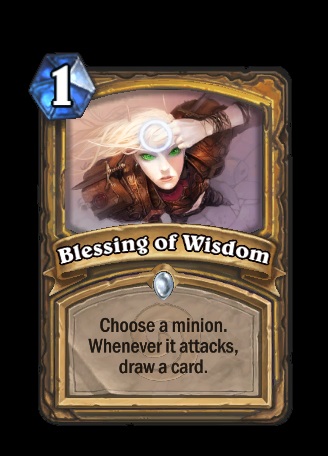 1
Blessing of Wisdom
Choose a minion.
Whenever it attacks,
draw a card.